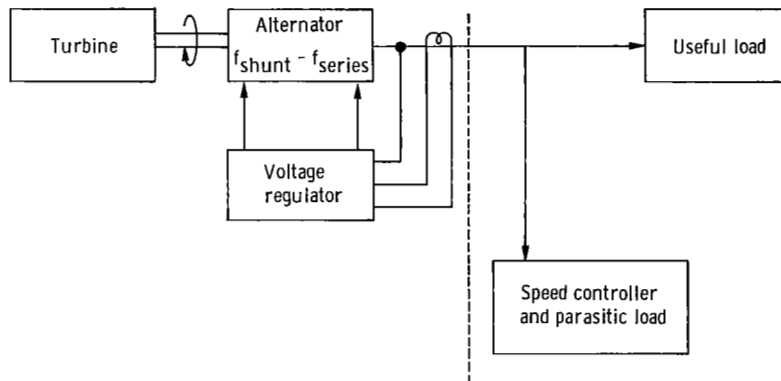 Turbine
Alternator
fshunt - fseries
Useful load
Voltage
regulator
Speed controller
and parasitic load